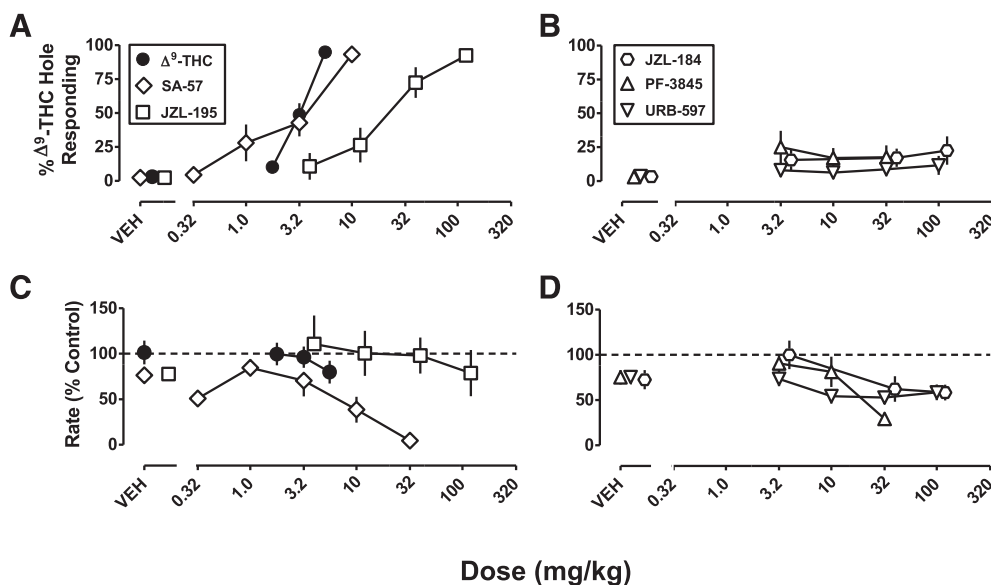 A
% Δ⁹-THC Hole
Responding
100
75
50
25
0
Δ⁹-THC
SA-57
JZL-195
VEH
0.32
1.0
3.2
10
32
100
320
B
100
75
50
25
0
JZL-184
PF-3845
URB-597
VEH
0.32
1.0
3.2
10
32
100
320
C
Rate (% Control)
150
100
50
0
VEH
0.32
1.0
3.2
10
32
100
320
D
150
100
50
0
VEH
0.32
1.0
3.2
10
32
100
320
Dose (mg/kg)